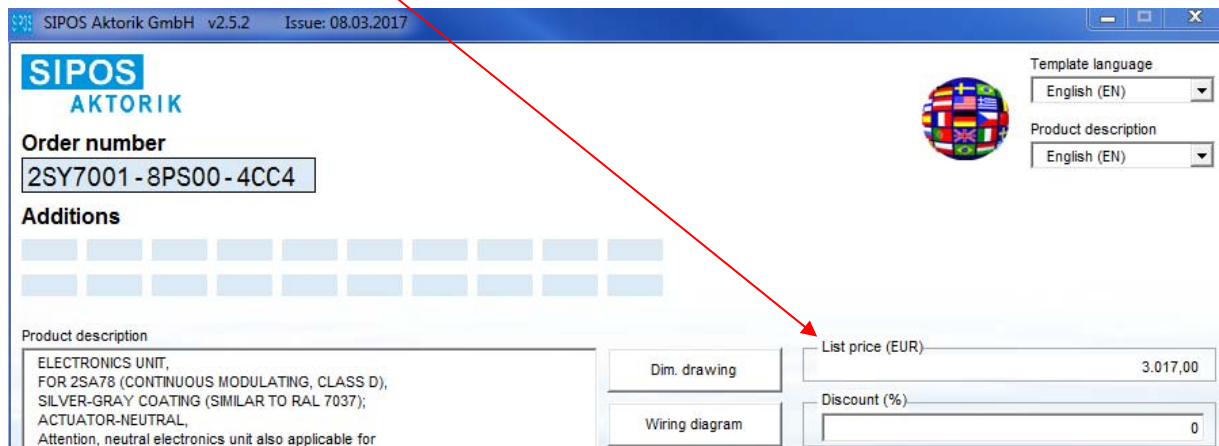 SIPOS Aktorik GmbH v2.5.2 Issue: 08.03.2017
SIPOS
AKTORIK
Template language
English (EN)
Product description
English (EN)
Order number
2SY7001-8PS00-4CC4
Additions
Product description
ELECTRONICS UNIT,
FOR 2SA78 (CONTINUOUS MODULATING, CLASS D),
SILVER-GRAY COATING (SIMILAR TO RAL 7037);
ACTUATOR-NEUTRAL,
Attention, neutral electronics unit also applicable for
Dim. drawing
Wiring diagram
List price (EUR)
3.017,00
Discount (%)
0